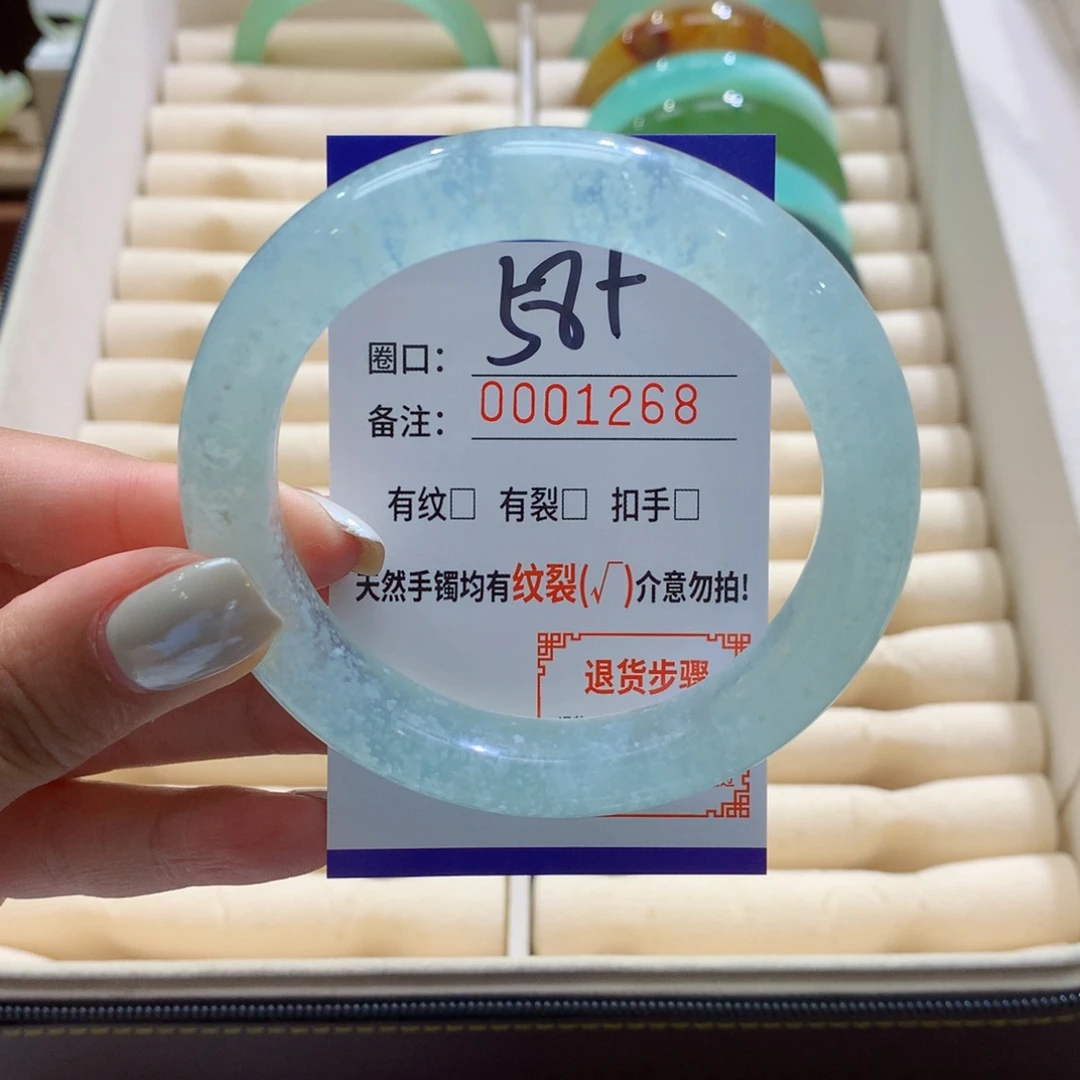 圈口: 58+
备注: 0001268
有纹□ 有裂□ 扣手□
天然手镯均有纹裂(√)介意勿拍!
退货步骤